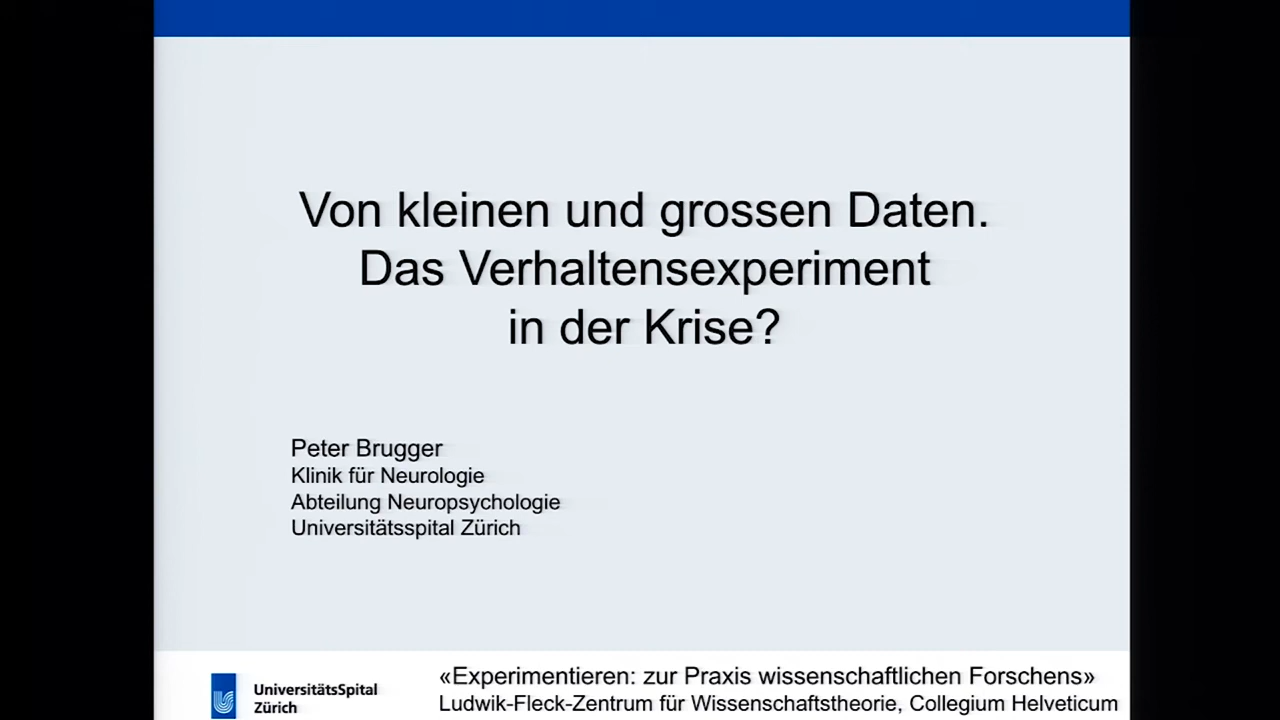 Von kleinen und grossen Daten.
Das Verhaltensexperiment
in der Krise?
Peter Brugger
Klinik für Neurologie
Abteilung Neuropsychologie
Universitätsspital Zürich
UniversitätsSpital
Zürich
«Experimentieren: zur Praxis wissenschaftlichen Forschens»
Ludwik-Fleck-Zentrum für Wissenschaftstheorie, Collegium Helveticum